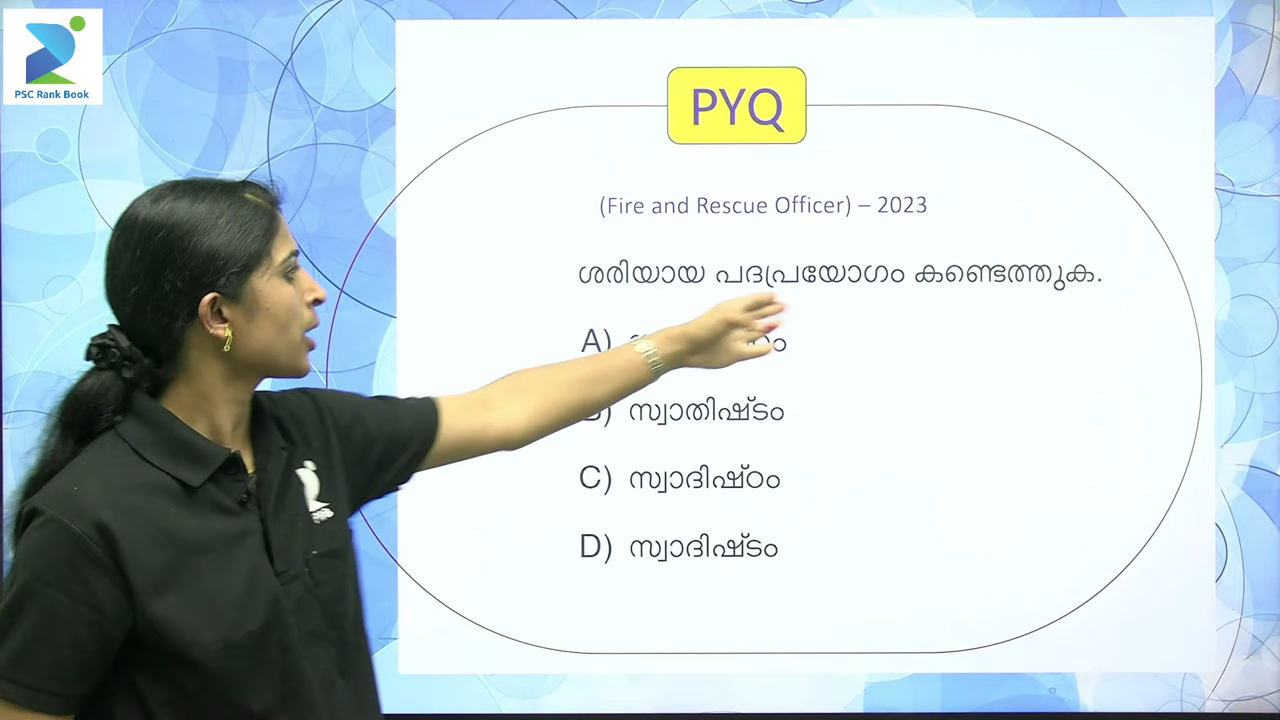 PSC Rank Book
PYQ
(Fire and Rescue Officer) – 2023
ശരിയായ പദപ്രയോഗം കണ്ടെത്തുക.
A)
B) സ്വാതിഷ്ടം
C) സ്വാദിഷ്ഠം
D) സ്വാദിഷ്ടം